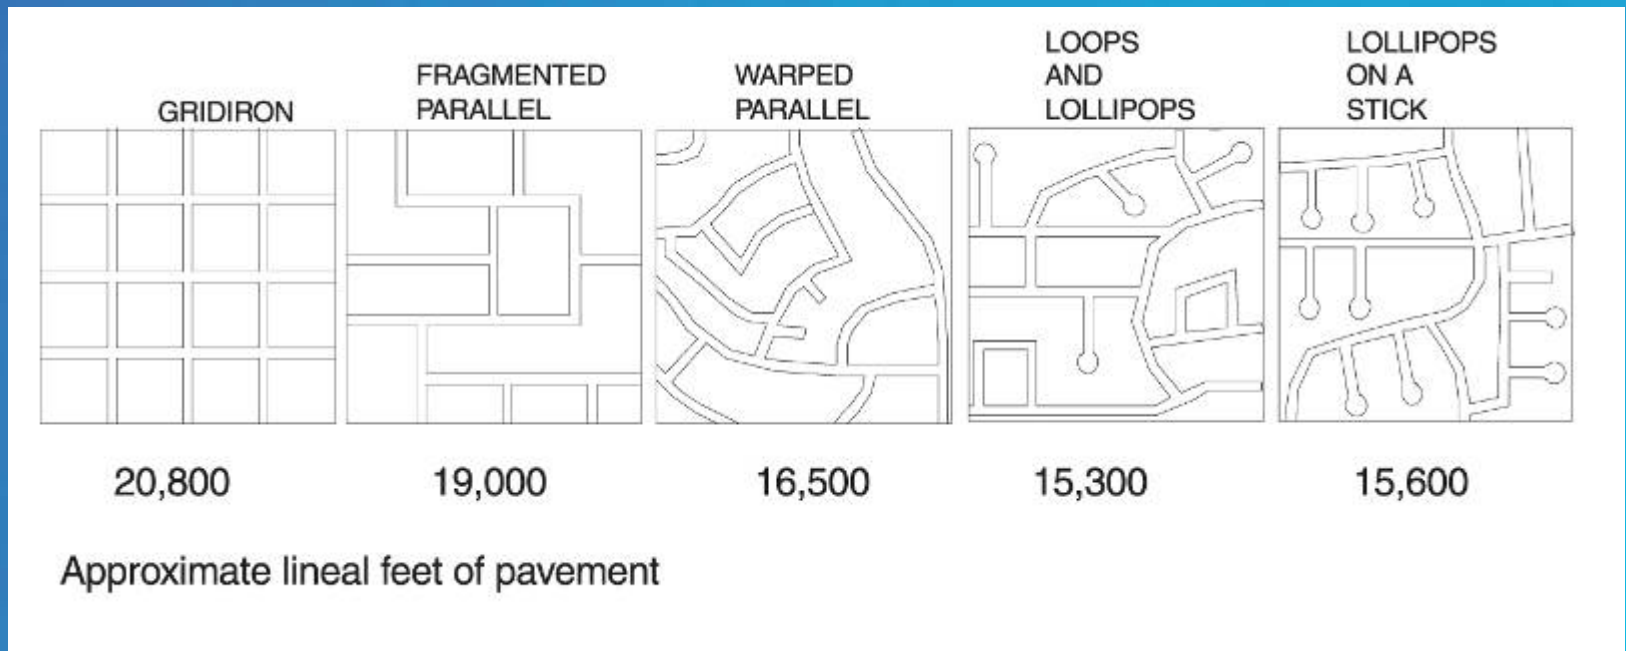 GRIDIRON
FRAGMENTED
PARALLEL
WARPED
PARALLEL
LOOPS
AND
LOLLIPOPS
LOLLIPOPS
ON A
STICK
20,800
19,000
16,500
15,300
15,600
Approximate lineal feet of pavement